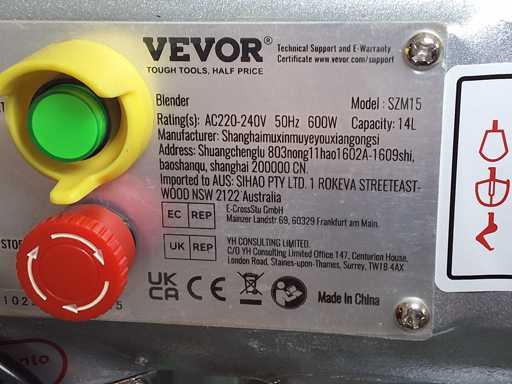 VEVOR®
TOUGH TOOLS, HALF PRICE
Technical Support and E-Warranty
Certificate www.vevor.com/support
Blender
Model : SZM15
Rating(s): AC220-240V 50Hz 600W Capacity: 14L
Manufacturer: Shanghaimuxinmuyeyouxiangongsi
Address: Shuangchenglu 803nong11hao1602A-1609shi,
baoshanqu, shanghai 200000 CN.
Imported to AUS: SIHAO PTY LTD. 1 ROKEVA STREETEAST-
WOOD NSW 2122 Australia
EC REP
E-CrossStu GmbH
Mainzer Landstr 69, 60329 Frankfurt am Main.
UK REP
YH CONSULTING LIMITED.
C/O YH Consulting Limited Office 147, Centurion House,
London Road, Staines-upon-Thames, Surrey, TW18 4AX
STO
UK
CA
CE
Made In China